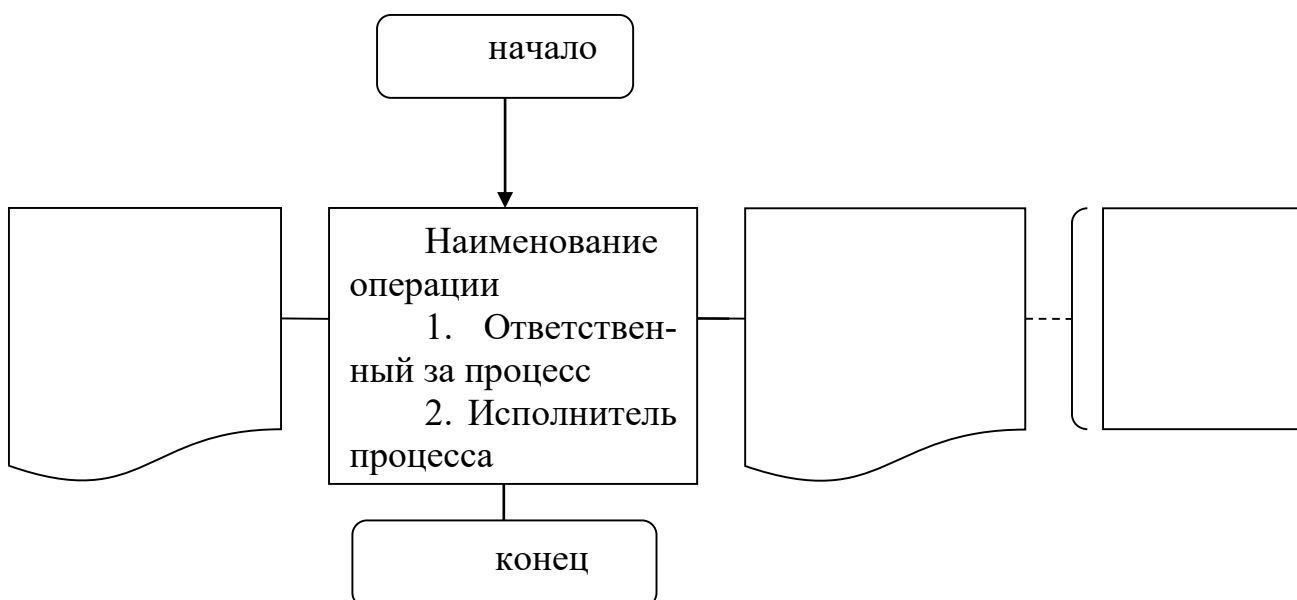 начало
Наименование
операции
1. Ответствен-
ный за процесс
2. Исполнитель
процесса
конец